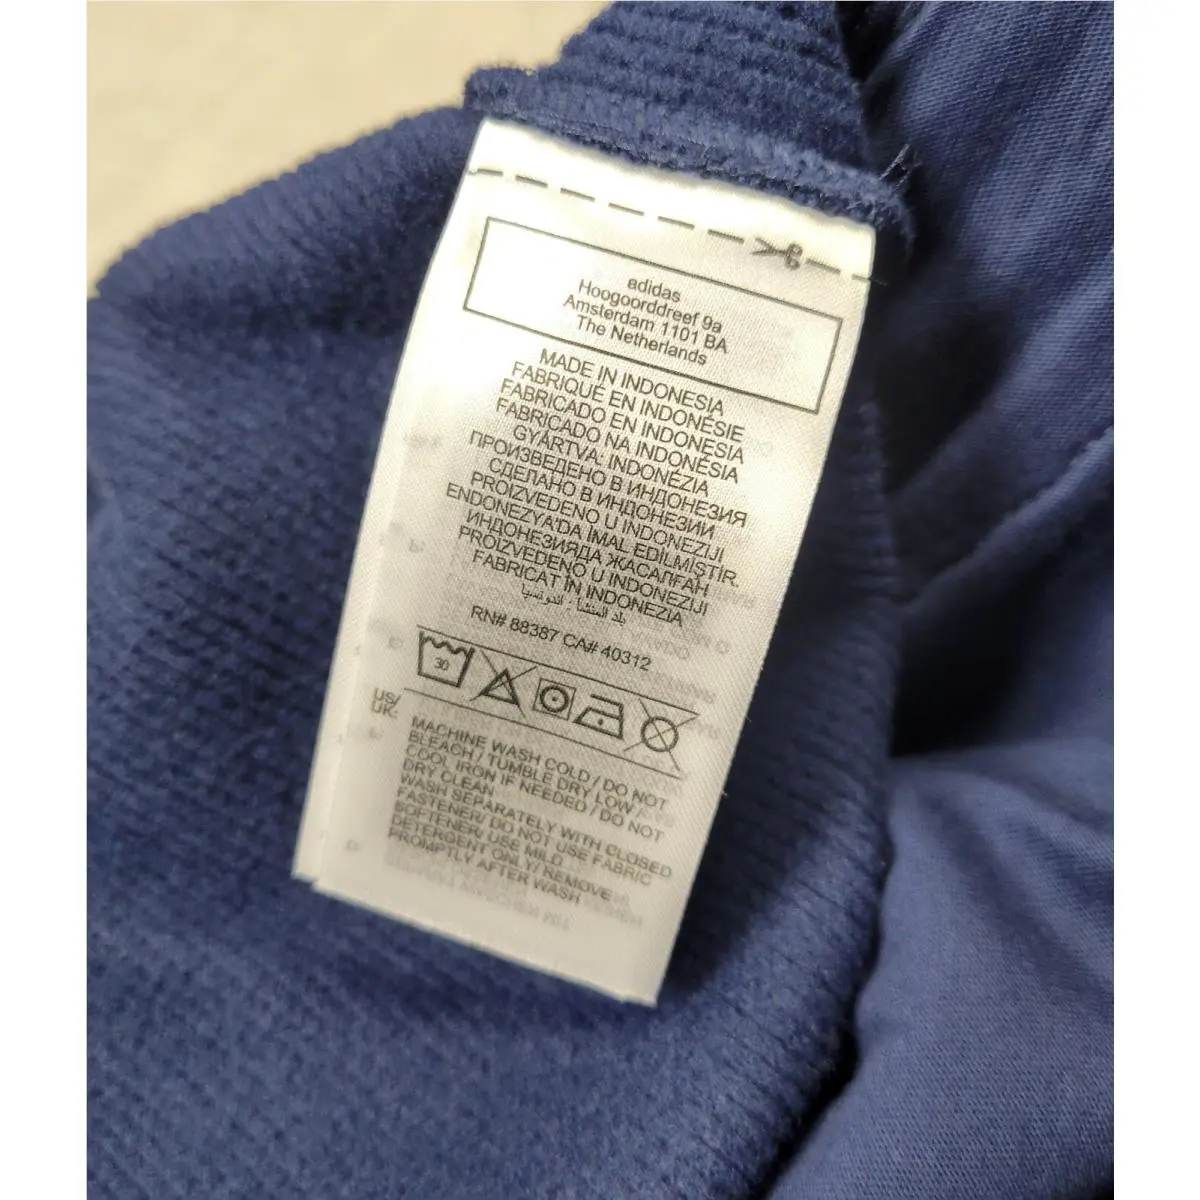 adidas
Hoogoorddreef 9a
Amsterdam 1101 BA
The Netherlands
MADE IN INDONESIA
FABRIQUÉ EN INDONÉSIE
FABRICADO EN INDONESIA
FABRICADO NA INDONÉSIA
GYÁRTVA: INDONÉZIA
ПРОИЗВЕДЕНО В ИНДОНЕЗИЯ
СДЕЛАНО В ИНДОНЕЗИИ
PROIZVEDENO U INDONEZIJI
ENDONEZYA'DA İMAL EDİLMİŞTİR.
ИНДОНЕЗИЯДА ЖАСАЛҒАН
PROIZVEDENO U INDONEZIJI
FABRICAT ÎN INDONEZIA
بلد المنشأ : اندونسيا
RN# 88387 CA# 40312
30
US/
UK:
MACHINE WASH COLD / DO NOT
BLEACH / TUMBLE DRY LOW /
COOL IRON IF NEEDED / DO NOT
DRY CLEAN
WASH SEPARATELY WITH CLOSED
FASTENER/ DO NOT USE FABRIC
SOFTENER/ USE MILD
DETERGENT ONLY/ REMOVE
PROMPTLY AFTER WASH